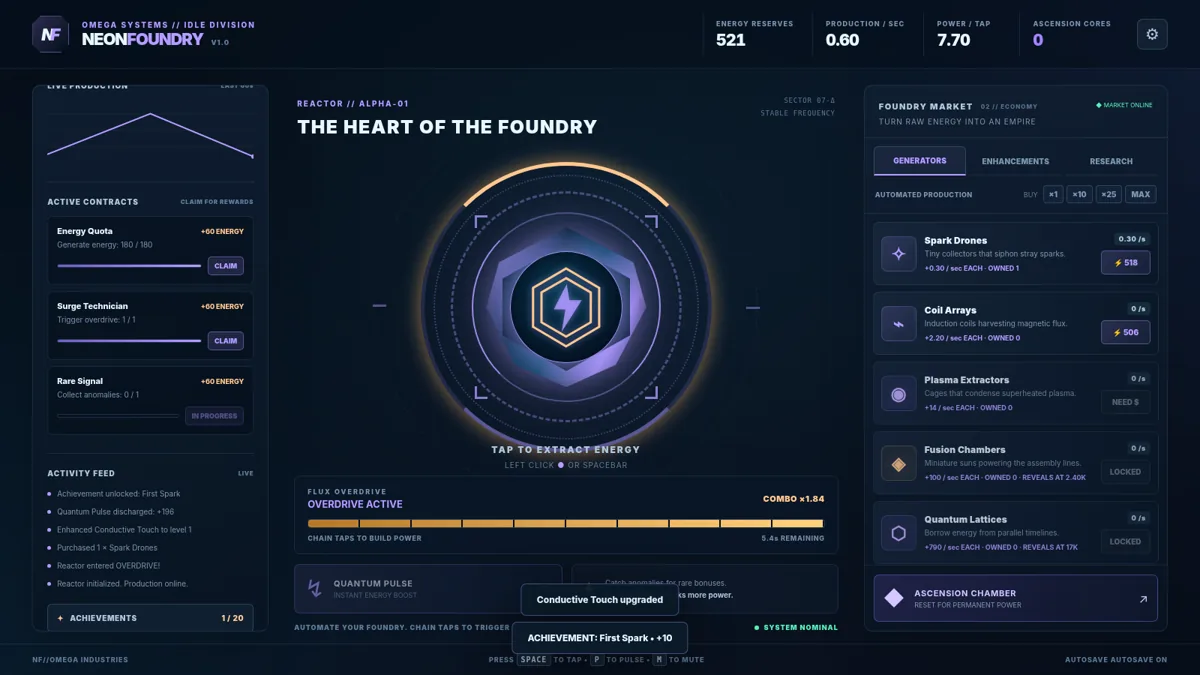 NF
OMEGA SYSTEMS // IDLE DIVISION
NEONFOUNDRY V1.0
ENERGY RESERVES
521
PRODUCTION / SEC
0.60
POWER / TAP
7.70
ASCENSION CORES
0
LIVE PRODUCTION
ACTIVE CONTRACTS CLAIM FOR REWARDS
Energy Quota +60 ENERGY
Generate energy: 180 / 180
CLAIM
Surge Technician +60 ENERGY
Trigger overdrive: 1 / 1
CLAIM
Rare Signal +60 ENERGY
Collect anomalies: 0 / 1
IN PROGRESS
ACTIVITY FEED LIVE
Achievement unlocked: First Spark
Quantum Pulse discharged: +196
Enhanced Conductive Touch to level 1
Purchased 1 × Spark Drones
Reactor entered OVERDRIVE!
Reactor initialized. Production online.
+ ACHIEVEMENTS 1 / 20
REACTOR // ALPHA-01
THE HEART OF THE FOUNDRY
SECTOR 07-Δ
STABLE FREQUENCY
TAP TO EXTRACT ENERGY
LEFT CLICK OR SPACEBAR
FLUX OVERDRIVE
OVERDRIVE ACTIVE
COMBO ×1.84
CHAIN TAPS TO BUILD POWER 5.4s REMAINING
QUANTUM PULSE
INSTANT ENERGY BOOST
Catch anomalies for rare bonuses.
ks more power.
Conductive Touch upgraded
AUTOMATE YOUR FOUNDRY. CHAIN TAPS TO TRIGGER
SYSTEM NOMINAL
ACHIEVEMENT: First Spark • +10
FOUNDRY MARKET 02 // ECONOMY
MARKET ONLINE
TURN RAW ENERGY INTO AN EMPIRE
GENERATORS ENHANCEMENTS RESEARCH
AUTOMATED PRODUCTION BUY ×1 ×10 ×25 MAX
Spark Drones 0.30 /s
Tiny collectors that siphon stray sparks.
+0.30 / sec EACH · OWNED 1
⚡ 518
Coil Arrays 0 /s
Induction coils harvesting magnetic flux.
+2.20 / sec EACH · OWNED 0
⚡ 506
Plasma Extractors 0 /s
Cages that condense superheated plasma.
+14 / sec EACH · OWNED 0
NEED $
Fusion Chambers 0 /s
Miniature suns powering the assembly lines.
+100 / sec EACH · OWNED 0 · REVEALS AT 2.40K
LOCKED
Quantum Lattices 0 /s
Borrow energy from parallel timelines.
+790 / sec EACH · OWNED 0 · REVEALS AT 17K
LOCKED
ASCENSION CHAMBER
RESET FOR PERMANENT POWER
NF//OMEGA INDUSTRIES
PRESS SPACE TO TAP • P TO PULSE • M TO MUTE
AUTOSAVE AUTOSAVE ON